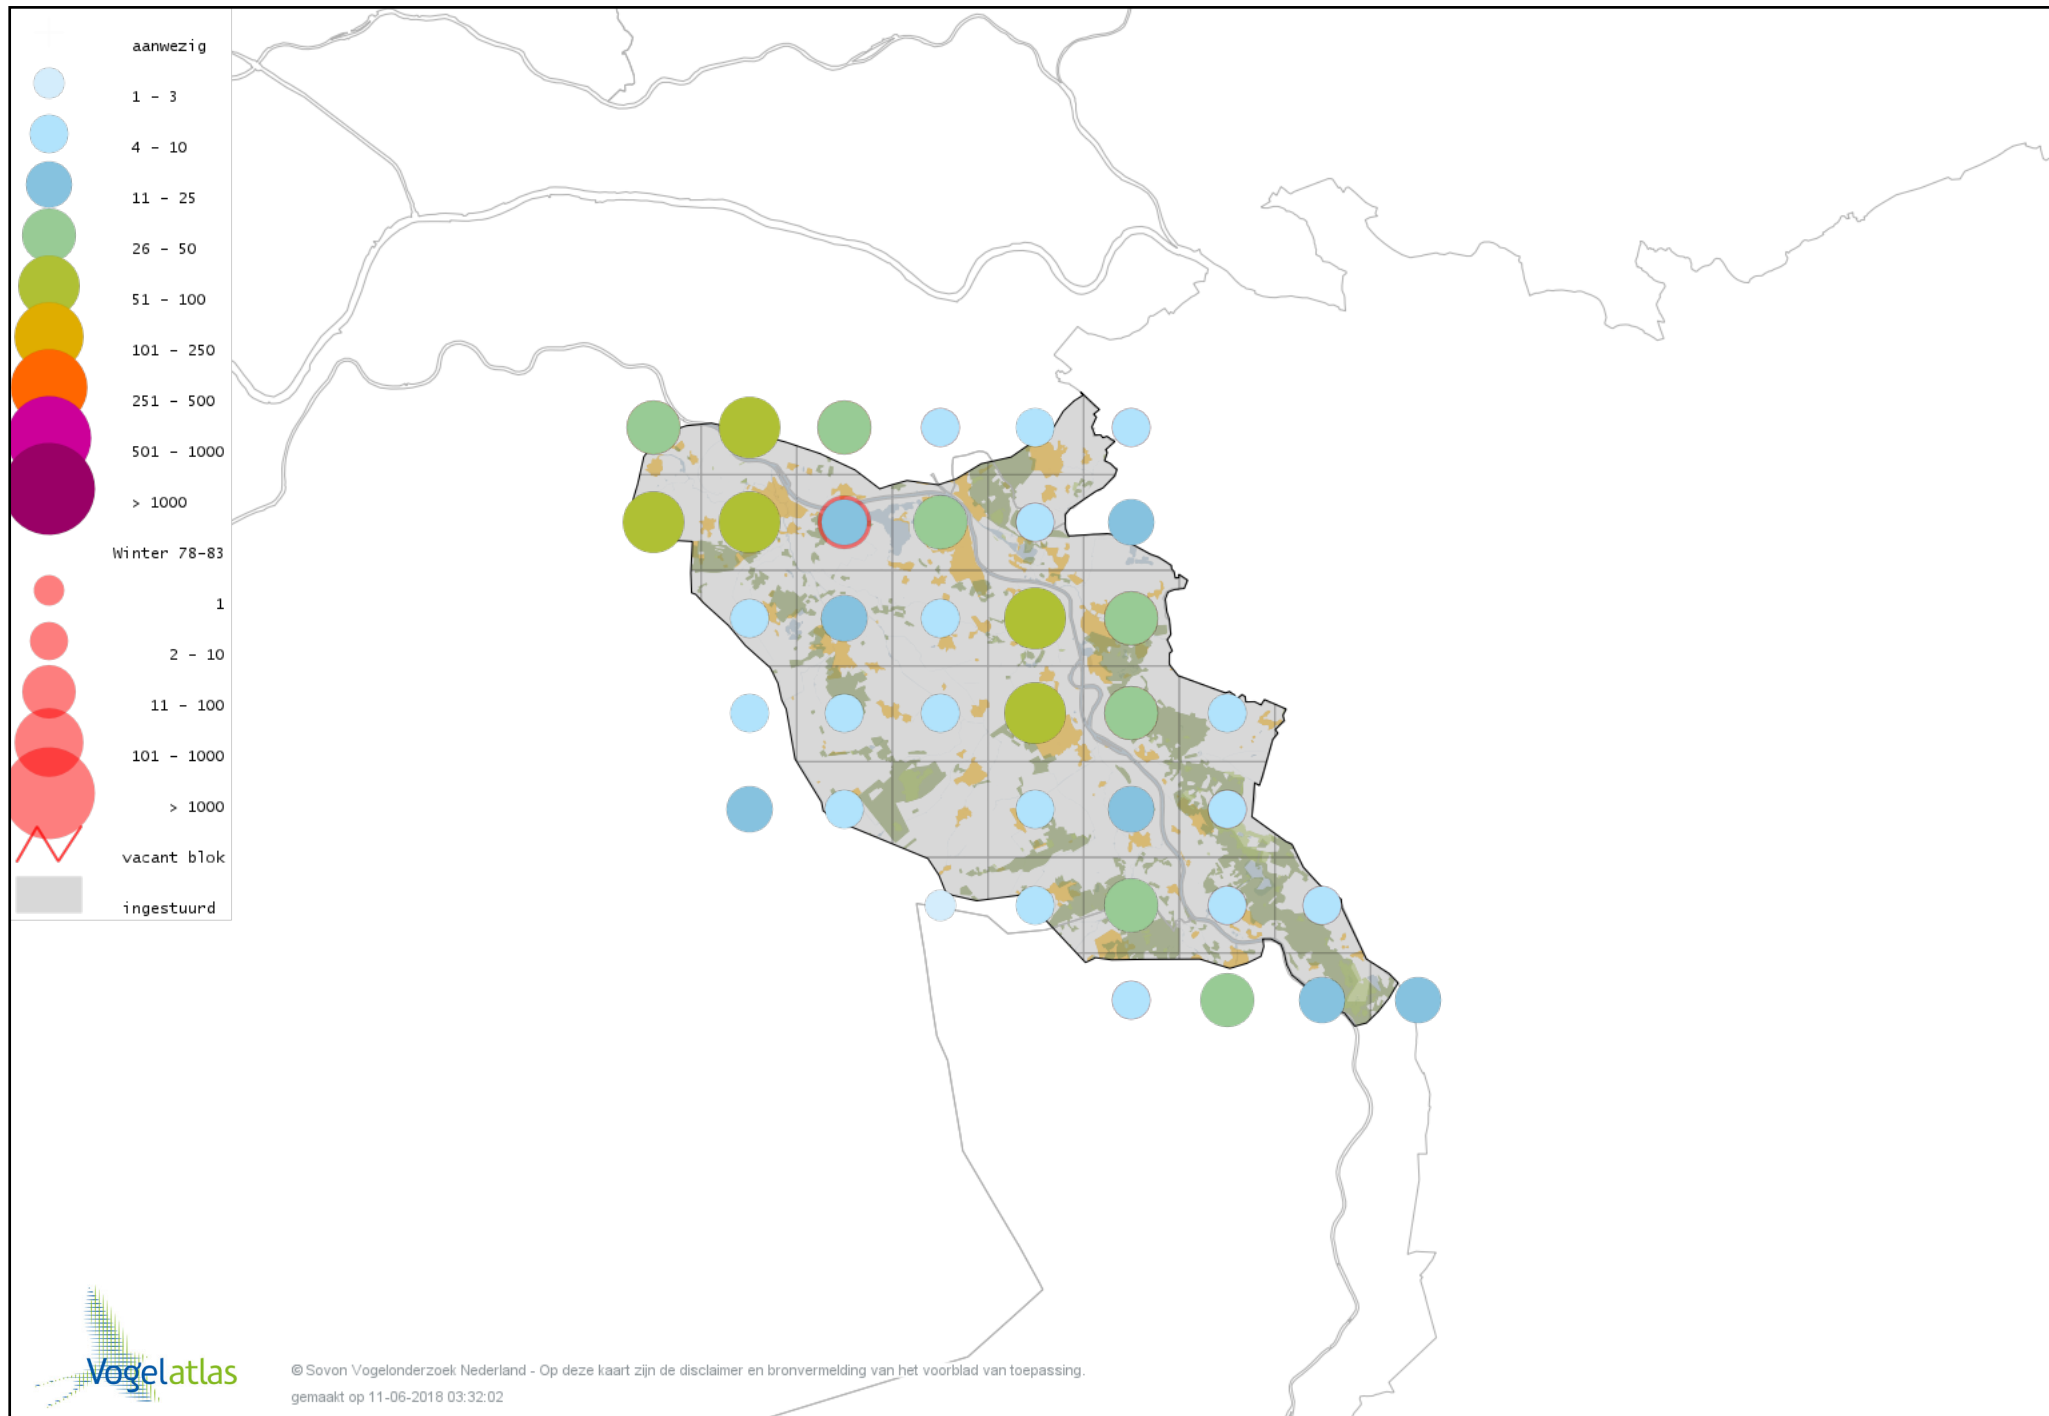 aanwezig
1 - 3
4 - 10
11 - 25
26 - 50
51 - 100
101 - 250
251 - 500
501 - 1000
> 1000
Winter 78-83
1
2 - 10
11 - 100
101 - 1000
> 1000
vacant blok
ingestuurd
Vogelatlas
© Sovon Vogelonderzoek Nederland - Op deze kaart zijn de disclaimer en bronvermelding van het voorblad van toepassing.
gemaakt op 11-06-2018 03:32:02